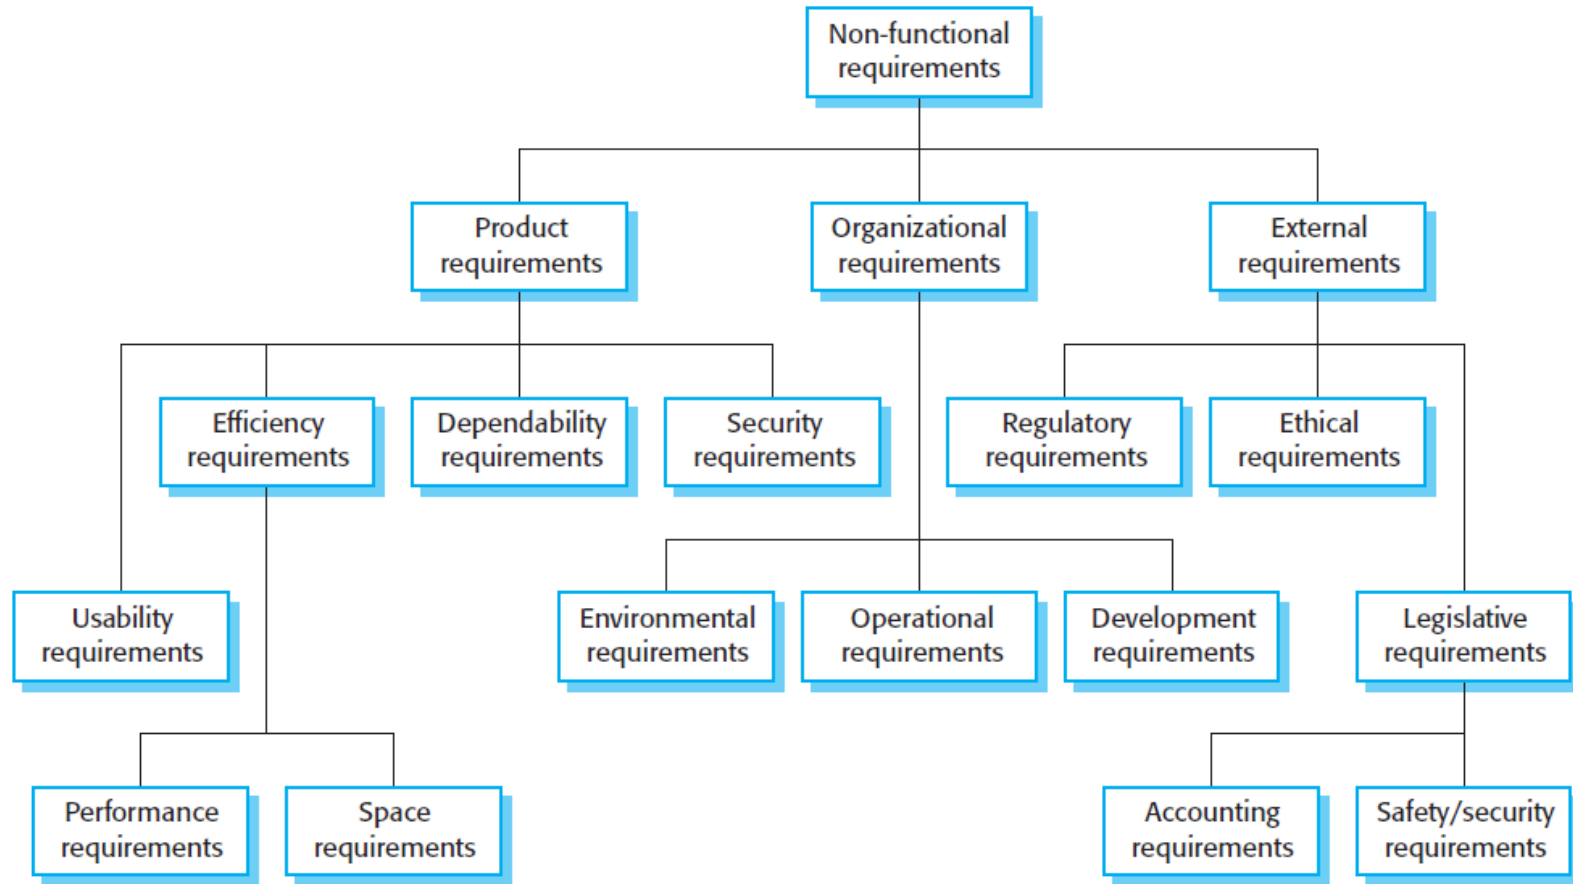 Non-functional
requirements
Product
requirements
Organizational
requirements
External
requirements
Efficiency
requirements
Dependability
requirements
Security
requirements
Regulatory
requirements
Ethical
requirements
Usability
requirements
Environmental
requirements
Operational
requirements
Development
requirements
Legislative
requirements
Performance
requirements
Space
requirements
Accounting
requirements
Safety/security
requirements